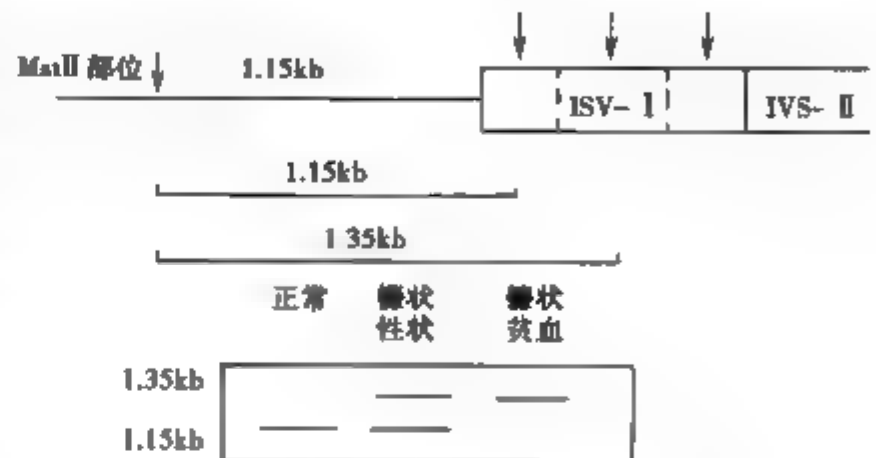 MstⅡ 部位
1.15kb
ISV-Ⅰ
IVS-Ⅱ
1.15kb
1 35kb
正常
镰状
性状
镰状
贫血
1.35kb
1.15kb